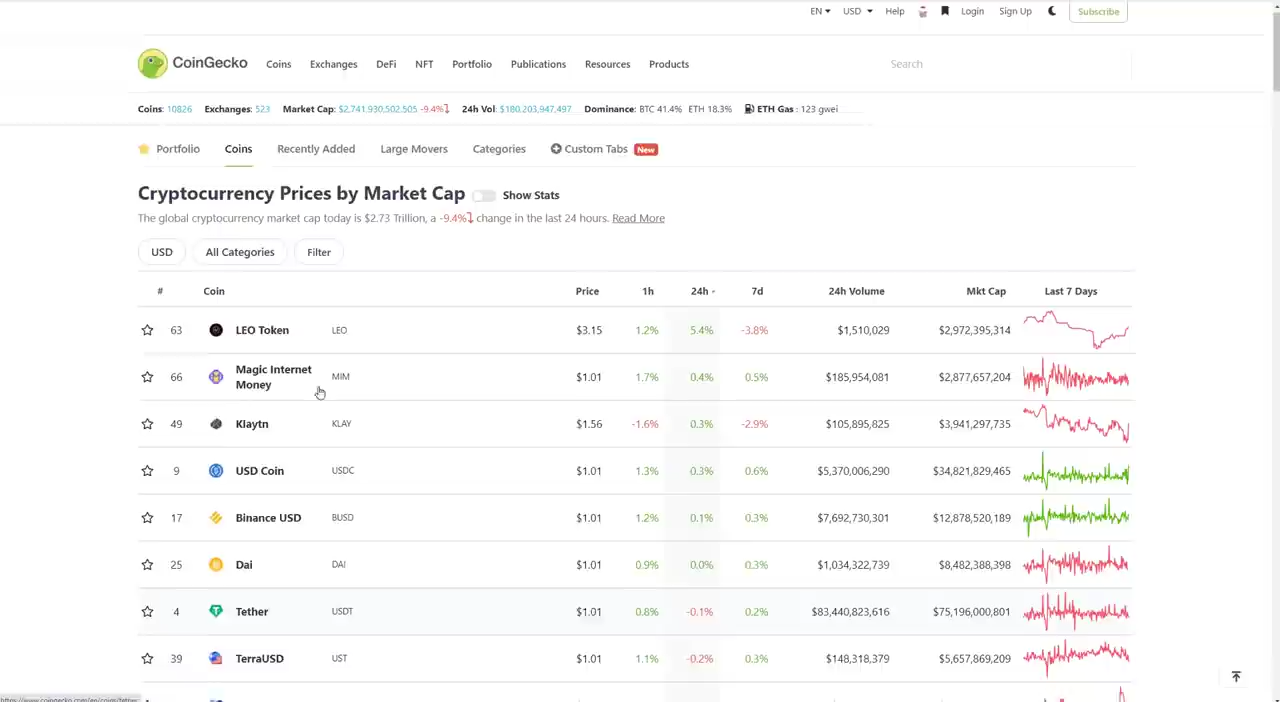 EN USD Help Login Sign Up Subscribe
CoinGecko Coins Exchanges DeFi NFT Portfolio Publications Resources Products Search
Coins: 10826 Exchanges: 523 Market Cap: $2,741,930,502,505 -9.4% 24h Vol: $180,203,947,497 Dominance: BTC 41.4% ETH 18.3% ETH Gas : 123 gwei
Portfolio Coins Recently Added Large Movers Categories Custom Tabs New
Cryptocurrency Prices by Market Cap Show Stats
The global cryptocurrency market cap today is $2.73 Trillion, a -9.4% change in the last 24 hours. Read More
USD All Categories Filter
# Coin Price 1h 24h 7d 24h Volume Mkt Cap Last 7 Days
63 LEO Token LEO $3.15 1.2% 5.4% -3.8% $1,510,029 $2,972,395,314
66 Magic Internet Money MIM $1.01 1.7% 0.4% 0.5% $185,954,081 $2,877,657,204
49 Klaytn KLAY $1.56 -1.6% 0.3% -2.9% $105,895,825 $3,941,297,735
9 USD Coin USDC $1.01 1.3% 0.3% 0.6% $5,370,006,290 $34,821,829,465
17 Binance USD BUSD $1.01 1.2% 0.1% 0.3% $7,692,730,301 $12,878,520,189
25 Dai DAI $1.01 0.9% 0.0% 0.3% $1,034,322,739 $8,482,388,398
4 Tether USDT $1.01 0.8% -0.1% 0.2% $83,440,823,616 $75,196,000,801
39 TerraUSD UST $1.01 1.1% -0.2% 0.3% $148,318,379 $5,657,869,209